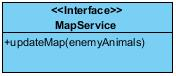 <<Interface>>
MapService
+updateMap(enemyAnimals)